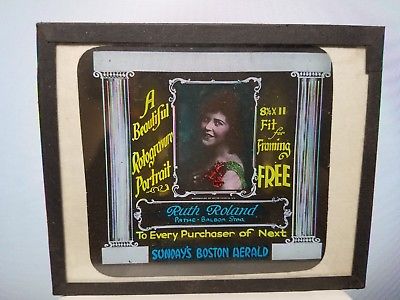 A
Beautiful
Rotogravure
Portrait
8½ X 11
Fit
for
Framing
FREE
Ruth Roland
PATHE - BALBOA STAR
To Every Purchaser of Next
SUNDAY'S BOSTON HERALD